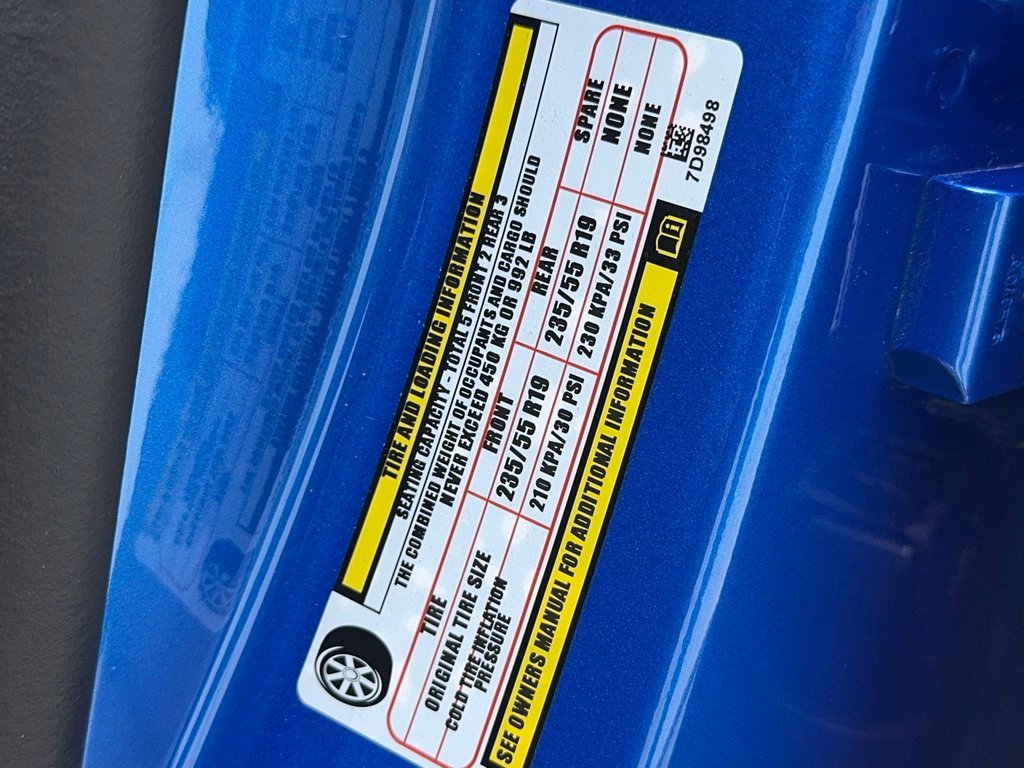 TIRE AND LOADING INFORMATION
SEATING CAPACITY - TOTAL 5 FRONT 2 REAR 3
THE COMBINED WEIGHT OF OCCUPANTS AND CARGO SHOULD
NEVER EXCEED 450 KG OR 992 LB
TIRE FRONT REAR SPARE
ORIGINAL TIRE SIZE 235/55 R19 235/55 R19 NONE
COLD TIRE INFLATION
PRESSURE 210 KPA/30 PSI 230 KPA/33 PSI NONE
SEE OWNERS MANUAL FOR ADDITIONAL INFORMATION
7D98498